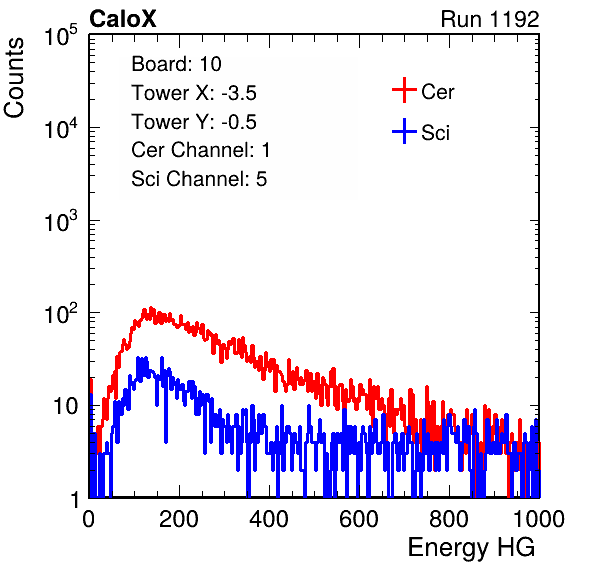 CaloX Run 1192
Counts
10^5
10^4
10^3
10^2
10
1
Board: 10
Tower X: -3.5
Tower Y: -0.5
Cer Channel: 1
Sci Channel: 5
Cer
Sci
0 200 400 600 800 1000
Energy HG